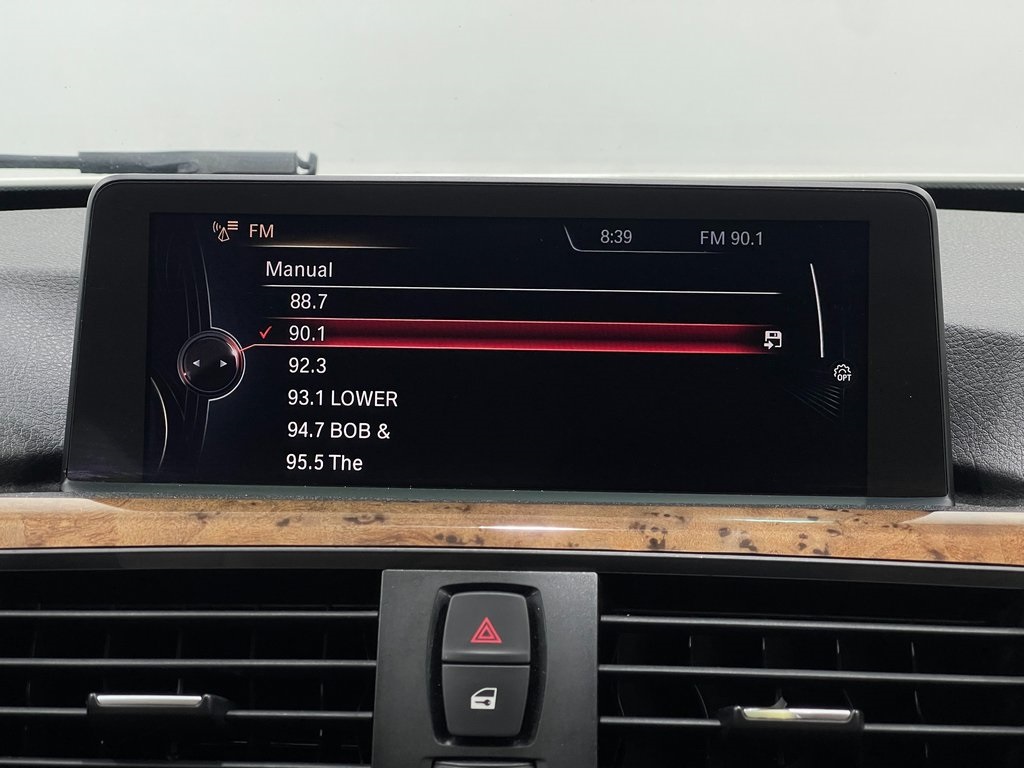 FM
8:39
FM 90.1
Manual
88.7
90.1
92.3
OPT
93.1 LOWER
94.7 BOB &
95.5 The